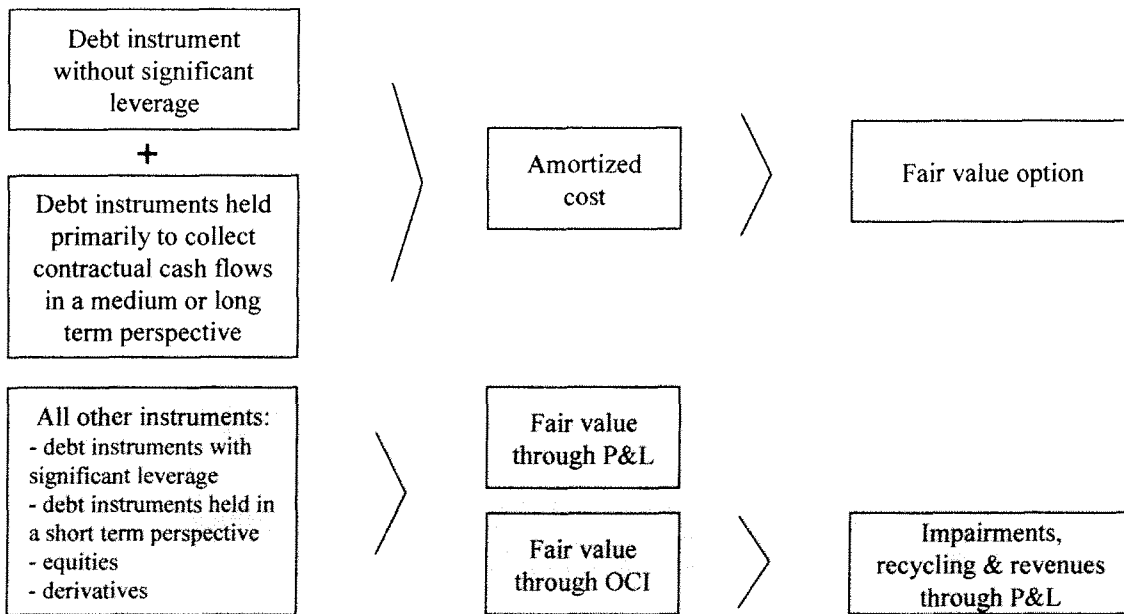 Debt instrument
without significant
leverage
+
Debt instruments held
primarily to collect
contractual cash flows
in a medium or long
term perspective
Amortized
cost
Fair value option
All other instruments:
- debt instruments with
significant leverage
- debt instruments held in
a short term perspective
- equities
- derivatives
Fair value
through P&L
Fair value
through OCI
Impairments,
recycling & revenues
through P&L